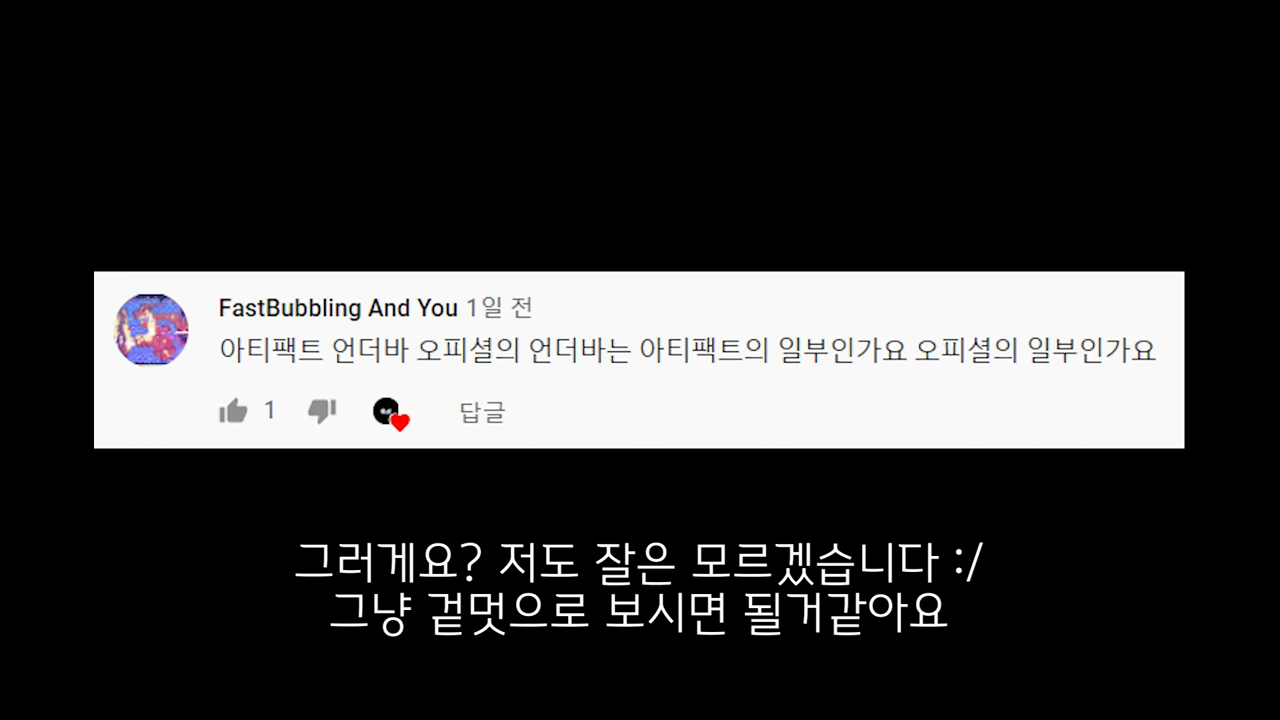 FastBubbling And You 1일 전
아티팩트 언더바 오피셜의 언더바는 아티팩트의 일부인가요 오피셜의 일부인가요
1 답글
그러게요? 저도 잘은 모르겠습니다 :/
그냥 겉멋으로 보시면 될거같아요